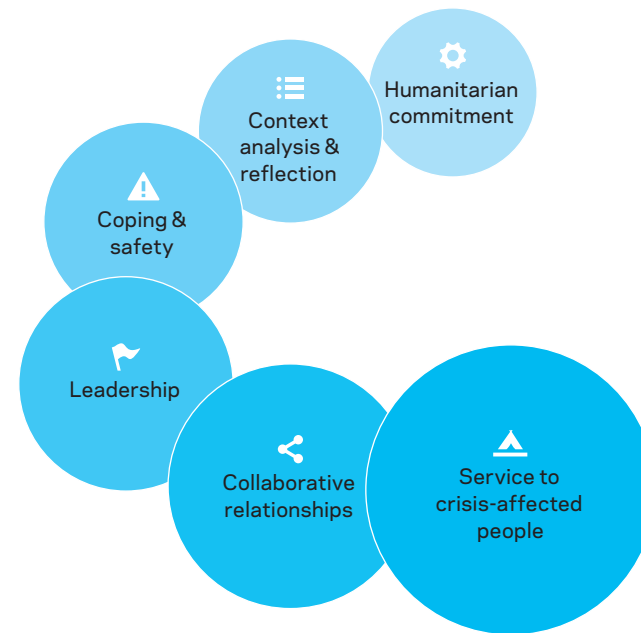 Humanitarian
commitment
Context
analysis &
reflection
Coping &
safety
Leadership
Collaborative
relationships
Service to
crisis-affected
people